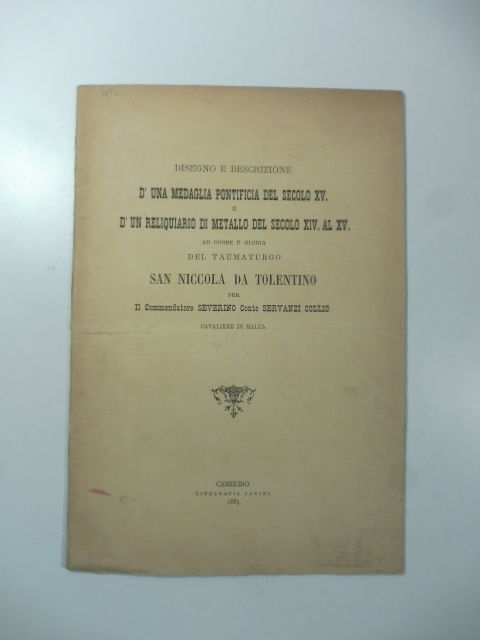 DISEGNO E DESCRIZIONE
D' UNA MEDAGLIA PONTIFICIA DEL SECOLO XV.
E
D' UN RELIQUIARIO DI METALLO DEL SECOLO XIV. AL XV.
AD ONORE E GLORIA
DEL TAUMATURGO
SAN NICCOLA DA TOLENTINO
PER
Il Commendatore SEVERINO Conte SERVANZI COLLIO
CAVALIERE DI MALTA
CAMERINO
TIPOGRAFIA SAVINI